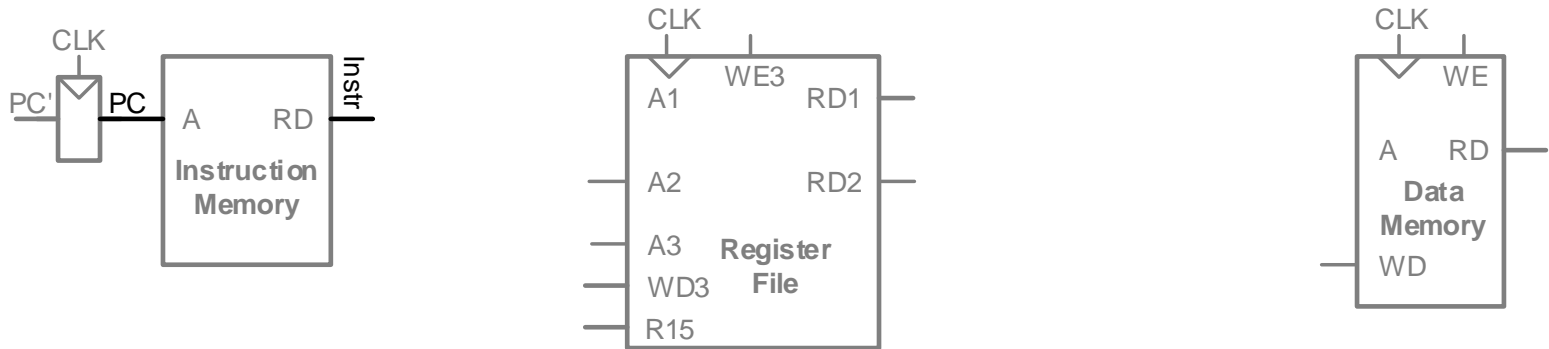 CLK
PC'
PC
A
RD
Instr
Instruction
Memory
CLK
WE3
A1
RD1
A2
RD2
A3
Register
File
WD3
R15
CLK
WE
A
RD
Data
Memory
WD